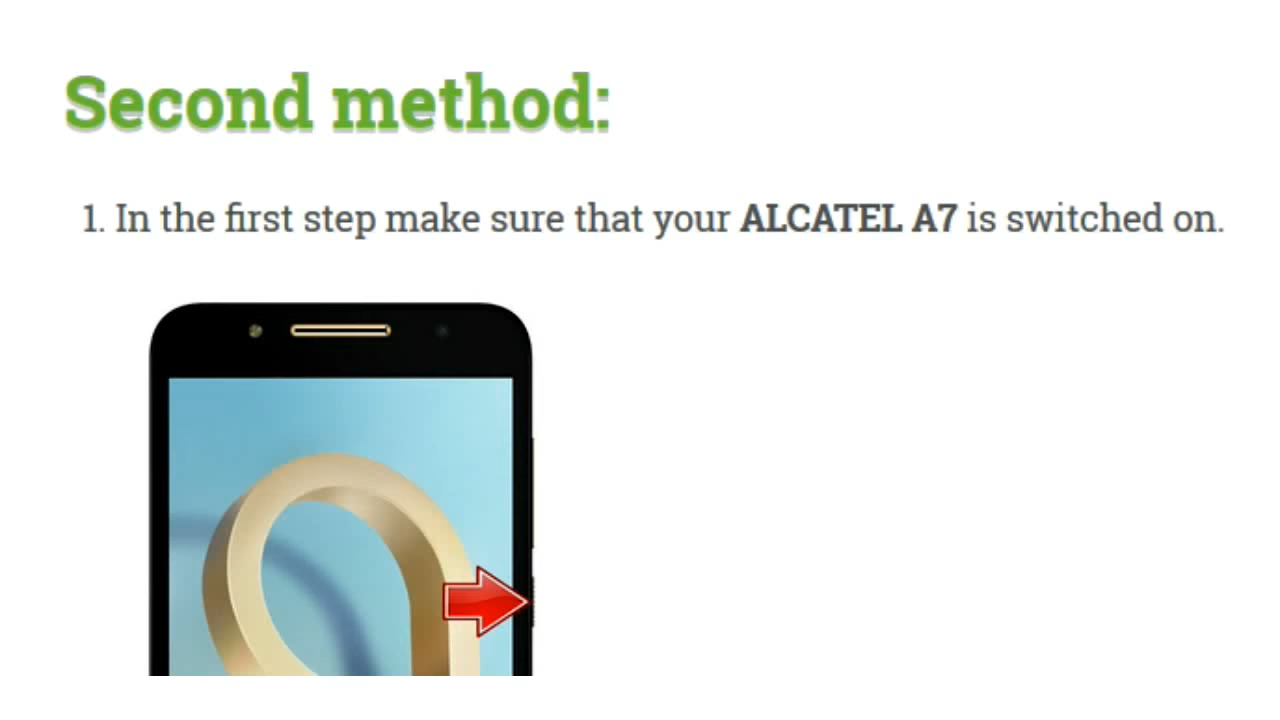 Second method:
1. In the first step make sure that your ALCATEL A7 is switched on.